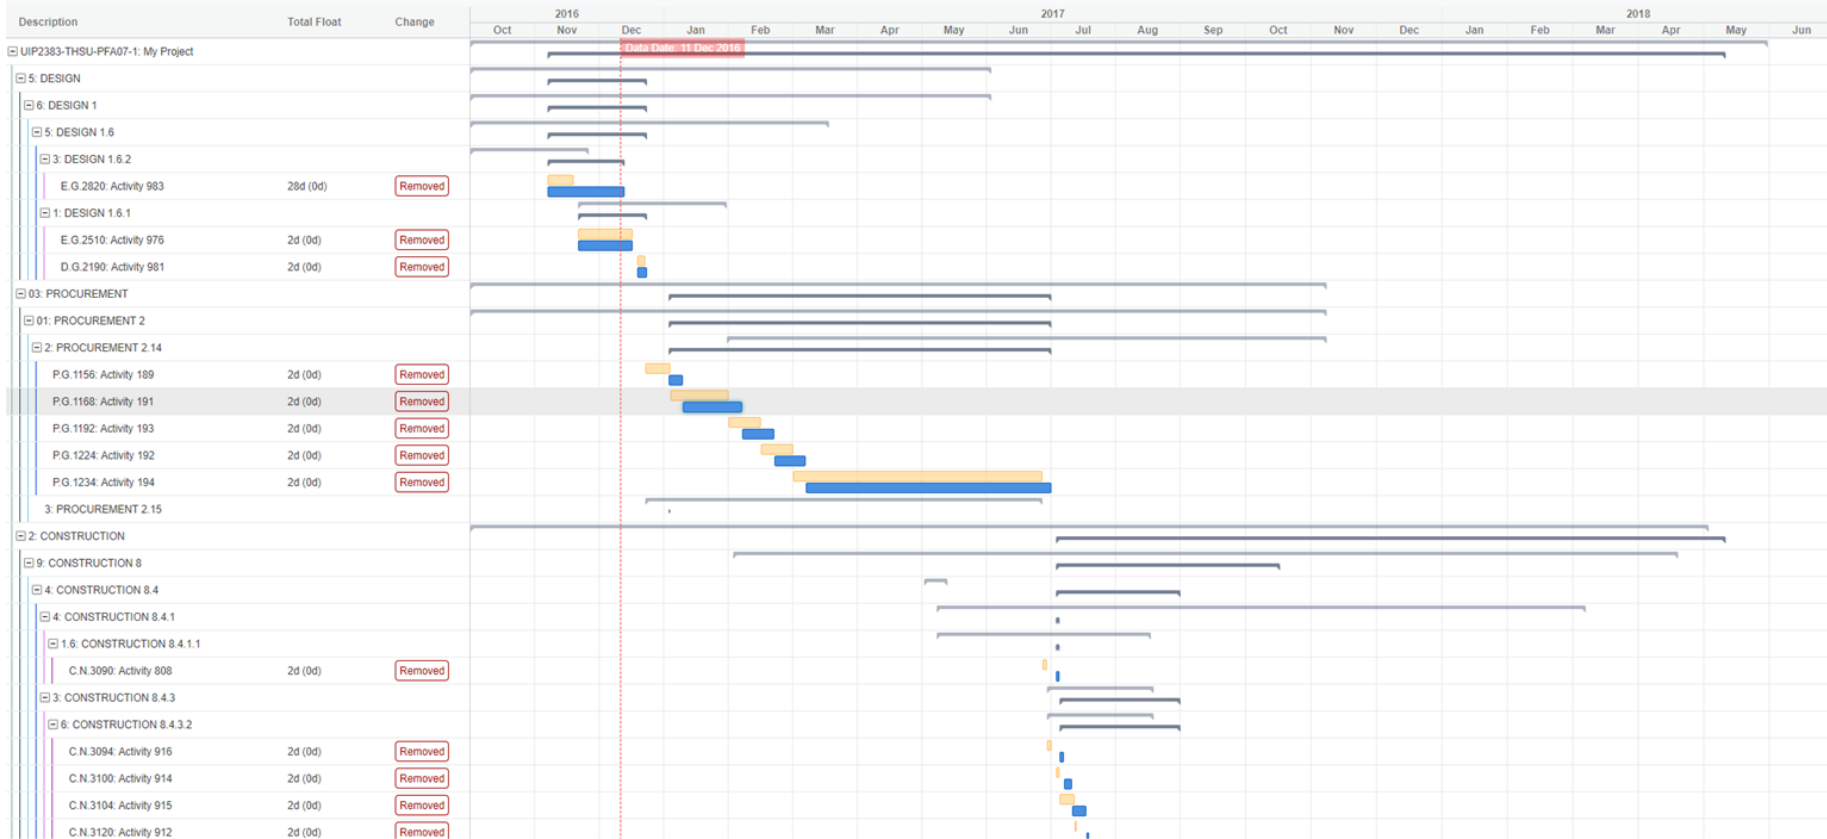 Description Total Float Change 2016 2017 2018
Oct Nov Dec Jan Feb Mar Apr May Jun Jul Aug Sep Oct Nov Dec Jan Feb Mar Apr May Jun
UIP2383-THSU-PFA07-1: My Project Data Date: 11 Dec 2016
5: DESIGN
6: DESIGN 1
5: DESIGN 1.6
3: DESIGN 1.6.2
E.G.2820: Activity 983 28d (0d) Removed
1: DESIGN 1.6.1
E.G.2510: Activity 976 2d (0d) Removed
D.G.2190: Activity 981 2d (0d) Removed
03: PROCUREMENT
01: PROCUREMENT 2
2: PROCUREMENT 2.14
P.G.1156: Activity 189 2d (0d) Removed
P.G.1168: Activity 191 2d (0d) Removed
P.G.1192: Activity 193 2d (0d) Removed
P.G.1224: Activity 192 2d (0d) Removed
P.G.1234: Activity 194 2d (0d) Removed
3: PROCUREMENT 2.15
2: CONSTRUCTION
9: CONSTRUCTION 8
4: CONSTRUCTION 8.4
4: CONSTRUCTION 8.4.1
1.6: CONSTRUCTION 8.4.1.1
C.N.3090: Activity 808 2d (0d) Removed
3: CONSTRUCTION 8.4.3
6: CONSTRUCTION 8.4.3.2
C.N.3094: Activity 916 2d (0d) Removed
C.N.3100: Activity 914 2d (0d) Removed
C.N.3104: Activity 915 2d (0d) Removed
C.N.3120: Activity 912 2d (0d) Removed